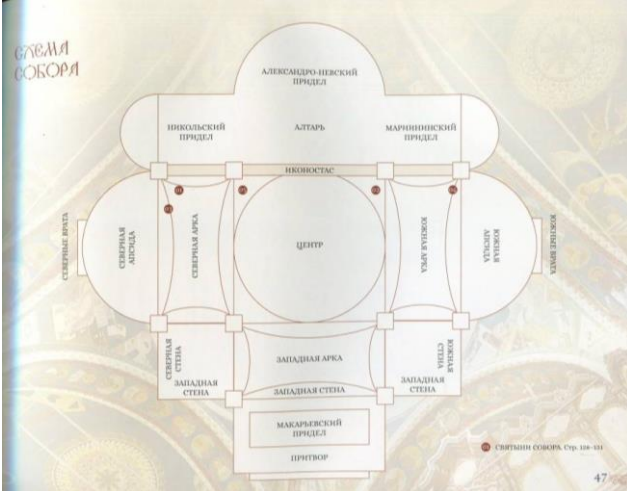 СХЕМА
СОБОРА
АЛЕКСАНДРО-НЕВСКИЙ
ПРИДЕЛ
НИКОЛЬСКИЙ
ПРИДЕЛ
АЛТАРЬ
МАРИИНИНСКИЙ
ПРИДЕЛ
ИКОНОСТАС
СЕВЕРНЫЕ ВРАТА
СЕВЕРНАЯ
АПСИДА
СЕВЕРНАЯ АРКА
ЦЕНТР
ЮЖНАЯ АРКА
ЮЖНАЯ
АПСИДА
ЮЖНЫЕ ВРАТА
СЕВЕРНАЯ
СТЕНА
ЗАПАДНАЯ
СТЕНА
ЗАПАДНАЯ АРКА
ЗАПАДНАЯ СТЕНА
ЮЖНАЯ
СТЕНА
ЗАПАДНАЯ
СТЕНА
МАКАРЬЕВСКИЙ
ПРИДЕЛ
ПРИТВОР
СВЯТЫНИ СОБОРА. Стр.
47